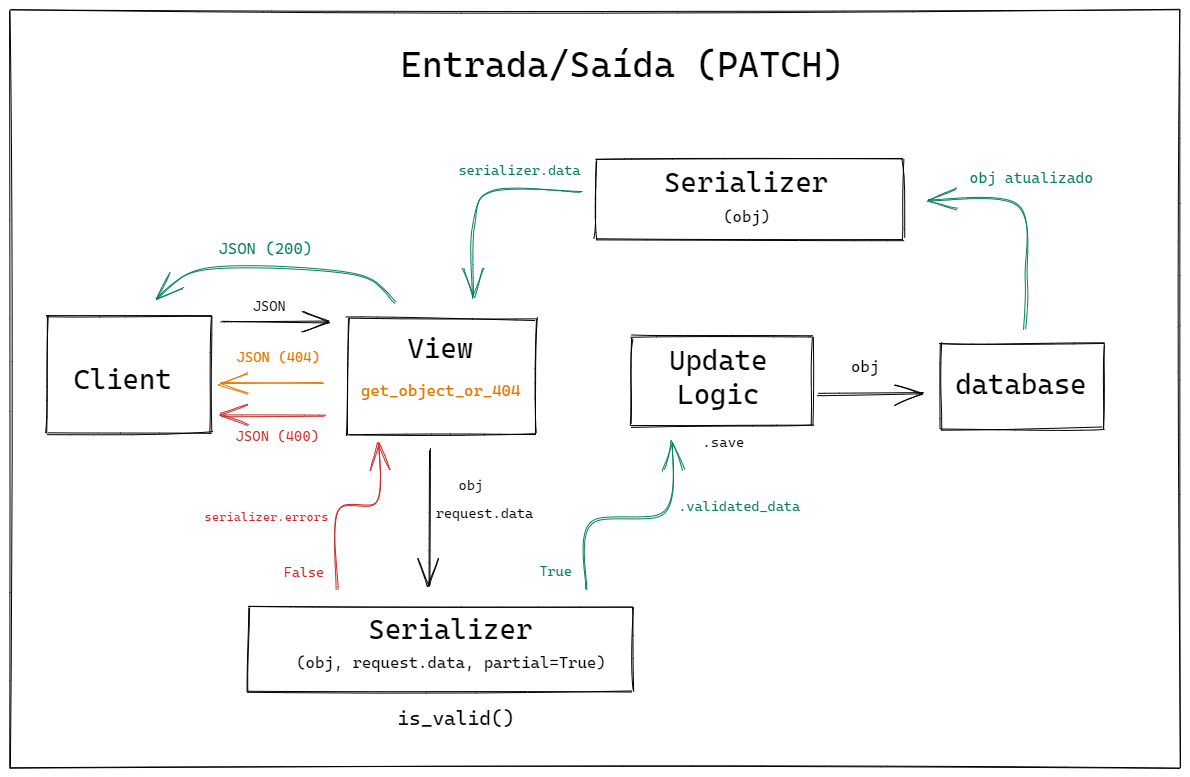 Entrada/Saída (PATCH)
serializer.data
Serializer
(obj)
obj atualizado
JSON (200)
JSON
JSON (404)
JSON (400)
Client
View
get_object_or_404
Update
Logic
.save
obj
database
obj
request.data
serializer.errors
False
.validated_data
True
Serializer
(obj, request.data, partial=True)
is_valid()